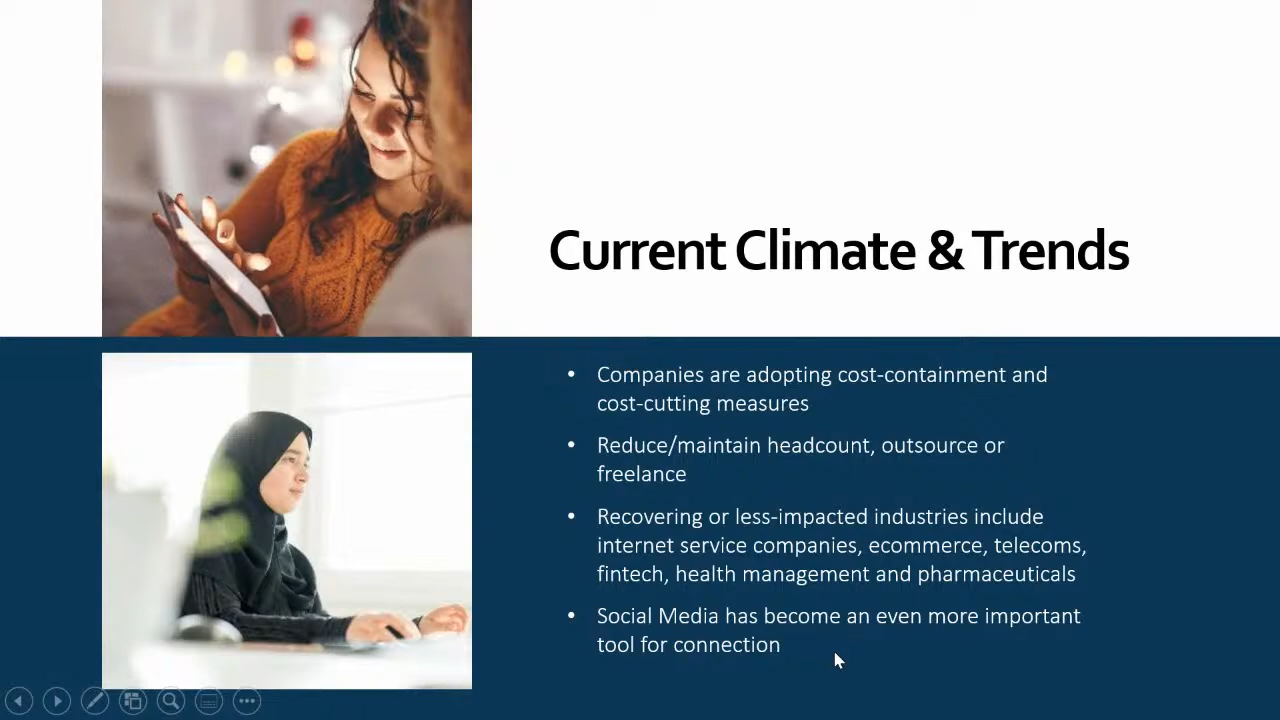 Current Climate & Trends
• Companies are adopting cost-containment and
cost-cutting measures
• Reduce/maintain headcount, outsource or
freelance
• Recovering or less-impacted industries include
internet service companies, ecommerce, telecoms,
fintech, health management and pharmaceuticals
• Social Media has become an even more important
tool for connection